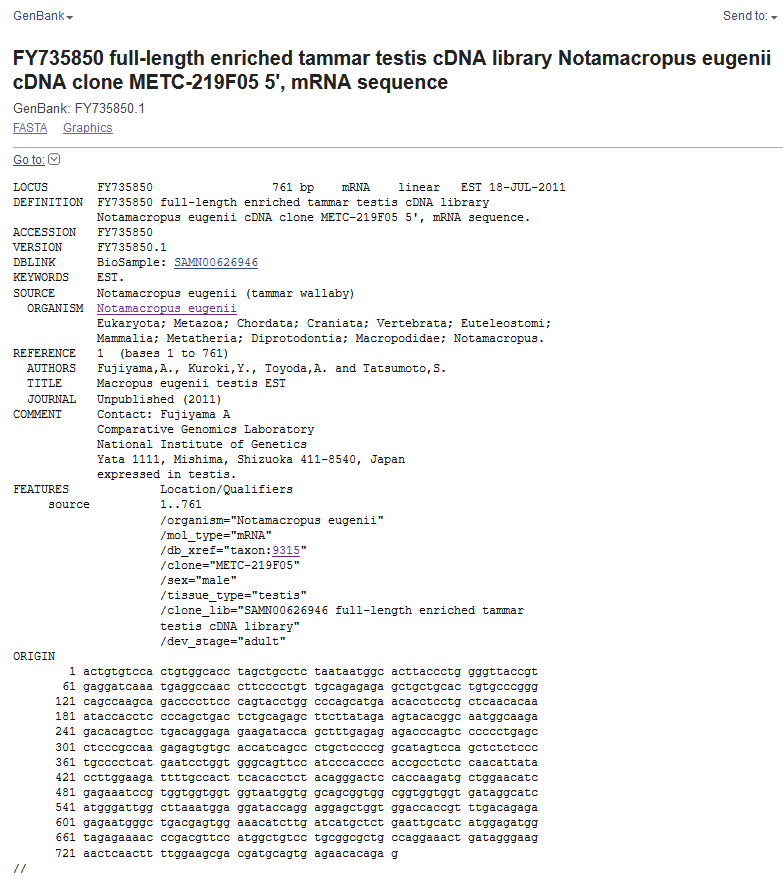 GenBank
Send to:
FY735850 full-length enriched tammar testis cDNA library Notamacropus eugenii
cDNA clone METC-219F05 5', mRNA sequence
GenBank: FY735850.1
FASTA Graphics
Go to:
LOCUS FY735850 761 bp mRNA linear EST 18-JUL-2011
DEFINITION FY735850 full-length enriched tammar testis cDNA library
Notamacropus eugenii cDNA clone METC-219F05 5', mRNA sequence.
ACCESSION FY735850
VERSION FY735850.1
DBLINK BioSample: SAMN00626946
KEYWORDS EST.
SOURCE Notamacropus eugenii (tammar wallaby)
ORGANISM Notamacropus eugenii
Eukaryota; Metazoa; Chordata; Craniata; Vertebrata; Euteleostomi;
Mammalia; Metatheria; Diprotodontia; Macropodidae; Notamacropus.
REFERENCE 1 (bases 1 to 761)
AUTHORS Fujiyama,A., Kuroki,Y., Toyoda,A. and Tatsumoto,S.
TITLE Macropus eugenii testis EST
JOURNAL Unpublished (2011)
COMMENT Contact: Fujiyama A
Comparative Genomics Laboratory
National Institute of Genetics
Yata 1111, Mishima, Shizuoka 411-8540, Japan
expressed in testis.
FEATURES Location/Qualifiers
source 1..761
/organism="Notamacropus eugenii"
/mol_type="mRNA"
/db_xref="taxon:9315"
/clone="METC-219F05"
/sex="male"
/tissue_type="testis"
/clone_lib="SAMN00626946 full-length enriched tammar
testis cDNA library"
/dev_stage="adult"
ORIGIN
1 actgtgtcca ctgtggcacc tagctgcctc taataatggc acttaccctg gggttaccgt
61 gaggatcaaa tgaggccaac cttcccctgt tgcagagaga gctgctgcac tgtgcccggg
121 cagccaagca gacccttccc cagtacctgg cccagcatga acacctcctg ctcaacacaa
181 ataccacctc cccagctgac tctgcagagc ttcttataga agtacacggc aatggcaaga
241 gacacagtcc tgacaggaga gaagatacca gctttgagag agacccagtc ccccctgagc
301 ctcccgccaa gagagtgtgc accatcagcc ctgctccccg gcatagtcca gctctctccc
361 tgcccctcat gaatcctggt gggcagttcc atcccacccc accgcctctc caacattata
421 ccttggaaga ttttgccact tcacacctct acagggactc caccaagatg ctggaacatc
481 gagaaatccg tggtggtggt ggtaatggtg gcagcggtgg cggtggtggt gataggcatc
541 atgggattgg cttaaatgga ggataccagg aggagctggt ggaccaccgt ttgacagaga
601 gagaatgggc tgacgagtgg aaacatcttg atcatgctct gaattgcatc atggagatgg
661 tagagaaaac ccgacgttcc atggctgtcc tgcggcgctg ccaggaaact gatagggaag
721 aactcaactt tggaagcga cgatgcagtg agaacacaga g
//